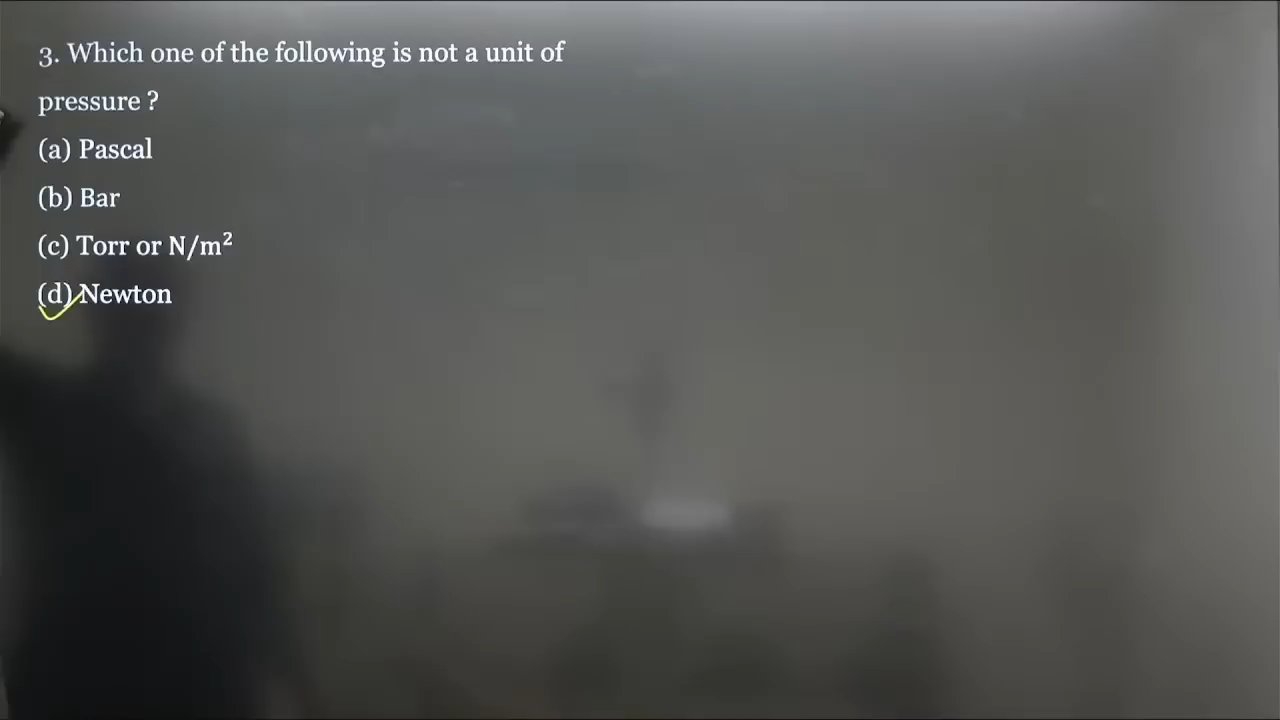 3. Which one of the following is not a unit of
pressure ?
(a) Pascal
(b) Bar
(c) Torr or N/m²
(d) Newton